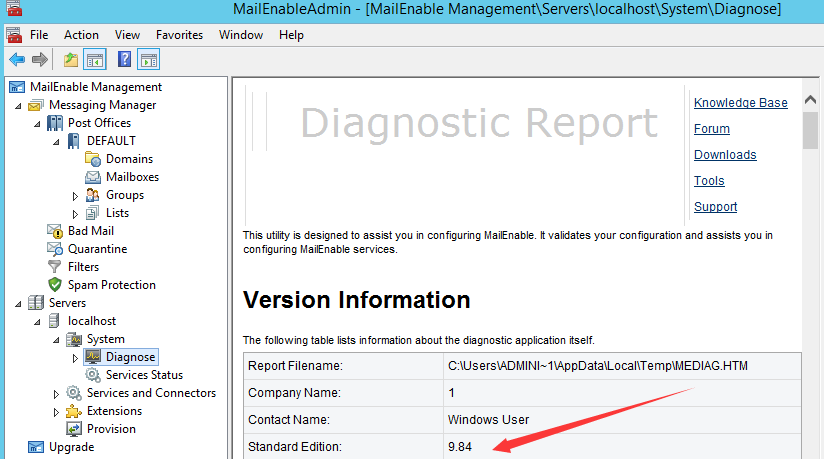 MailEnableAdmin - [MailEnable Management\Servers\localhost\System\Diagnose]
File Action View Favorites Window Help
MailEnable Management
Messaging Manager
Post Offices
DEFAULT
Domains
Mailboxes
Groups
Lists
Bad Mail
Quarantine
Filters
Spam Protection
Servers
localhost
System
Diagnose
Services Status
Services and Connectors
Extensions
Provision
Upgrade
Diagnostic Report
Knowledge Base
Forum
Downloads
Tools
Support
This utility is designed to assist you in configuring MailEnable. It validates your configuration and assists you in
configuring MailEnable services.
Version Information
The following table lists information about the diagnostic application itself.
Report Filename: C:\Users\ADMINI~1\AppData\Local\Temp\MEDIAG.HTM
Company Name: 1
Contact Name: Windows User
Standard Edition: 9.84